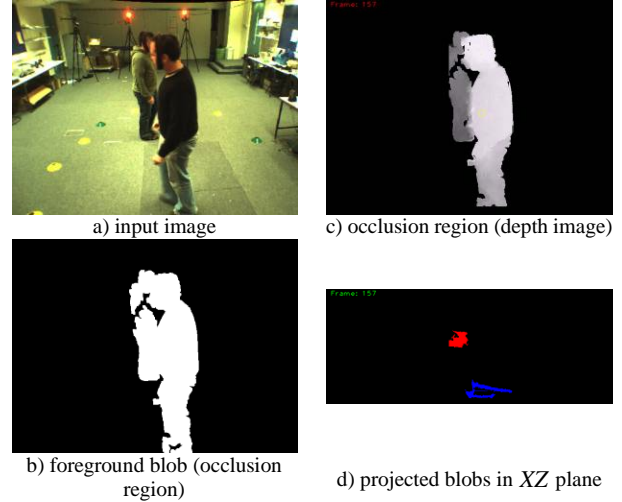 Frame: 157
a) input image
c) occlusion region (depth image)
Frame: 157
b) foreground blob (occlusion
region)
d) projected blobs in XZ plane